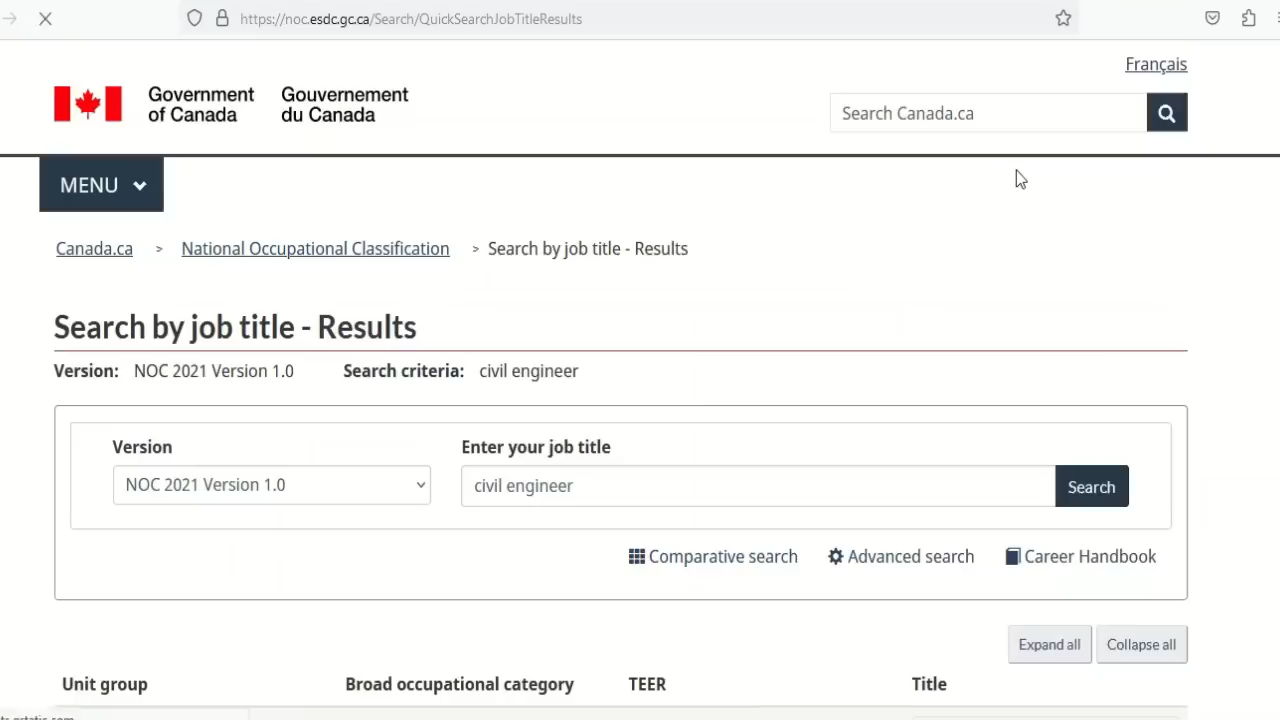 https://noc.esdc.gc.ca/Search/QuickSearchJobTitleResults
Français
Government of Canada
Gouvernement du Canada
Search Canada.ca
MENU
Canada.ca > National Occupational Classification > Search by job title - Results
Search by job title - Results
Version: NOC 2021 Version 1.0 Search criteria: civil engineer
Version Enter your job title
NOC 2021 Version 1.0 civil engineer Search
Comparative search Advanced search Career Handbook
Expand all Collapse all
Unit group Broad occupational category TEER Title